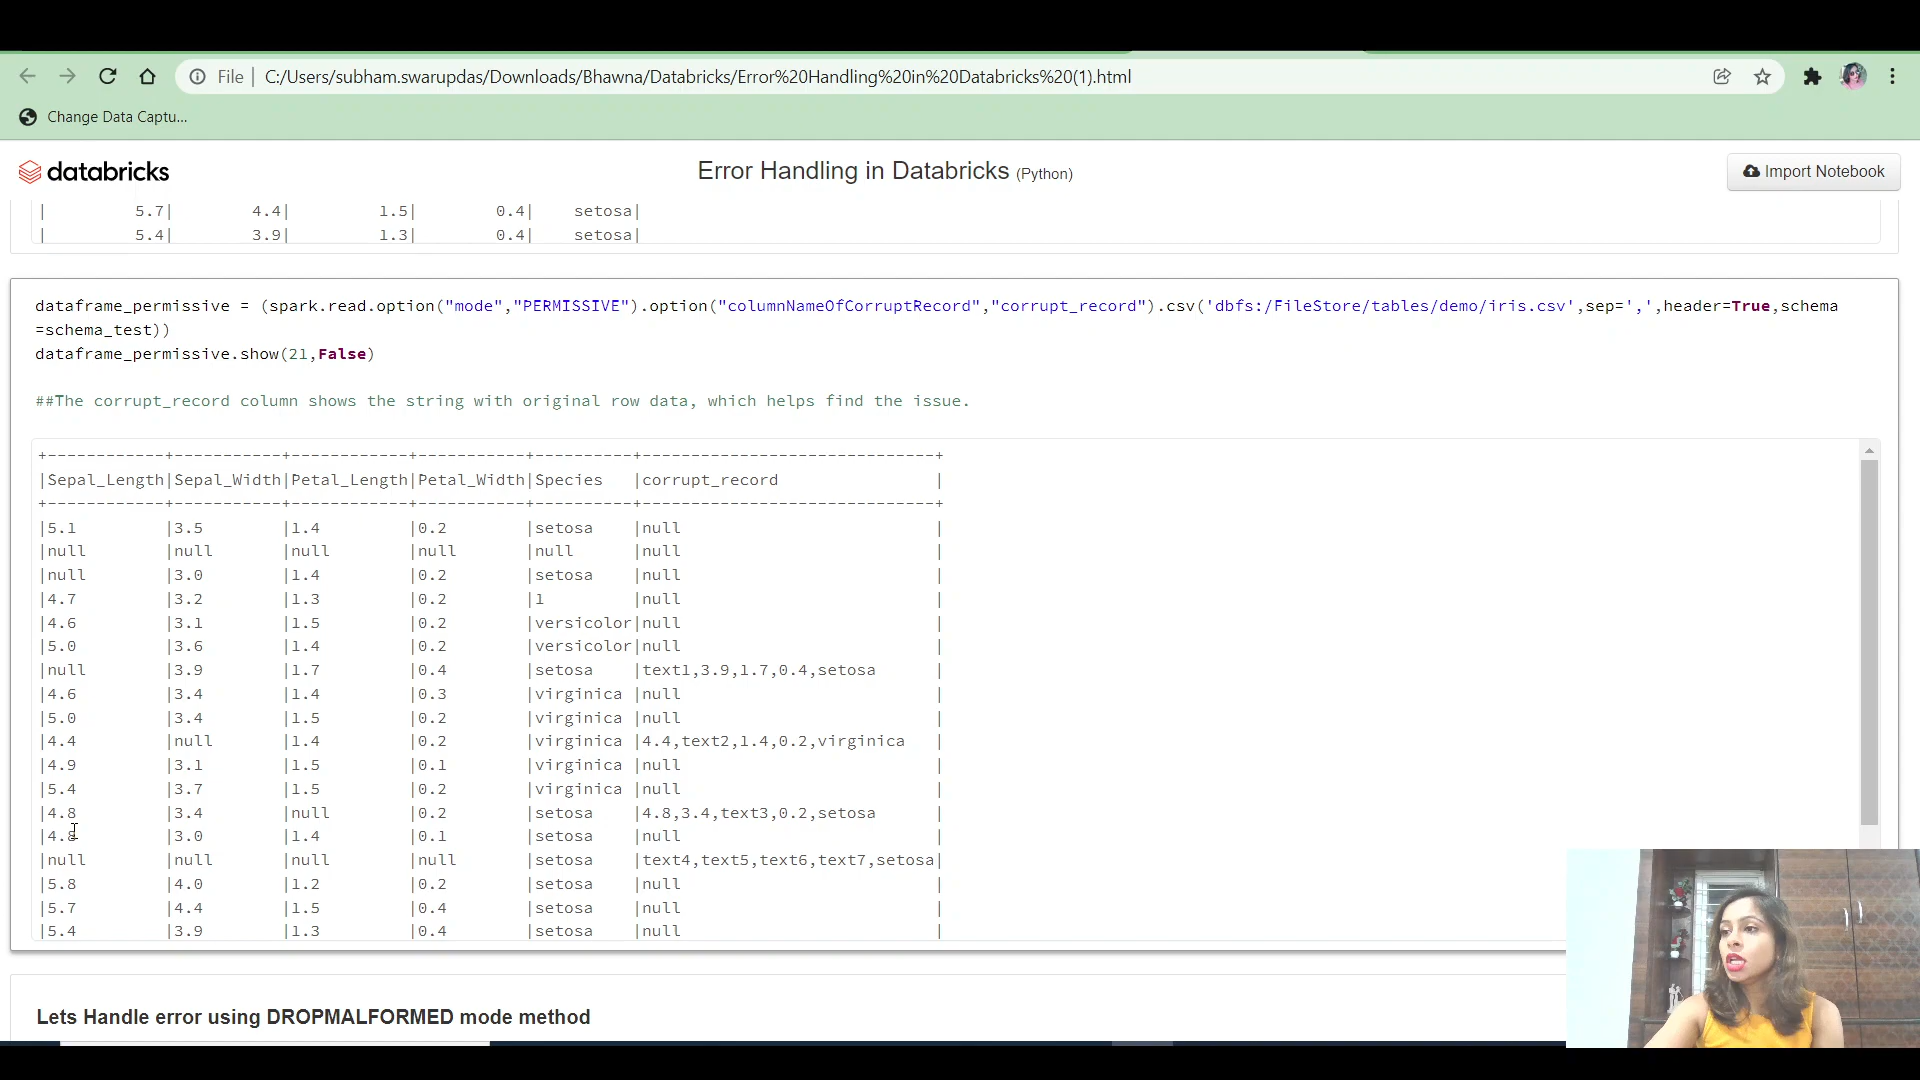 File | C:/Users/subham.swarupdas/Downloads/Bhawna/Databricks/Error%20Handling%20in%20Databricks%20(1).html
Change Data Captu...
databricks
Error Handling in Databricks (Python)
Import Notebook
|         5.7|        4.4|         1.5|        0.4|    setosa|
|         5.4|        3.9|         1.3|        0.4|    setosa|
dataframe_permissive = (spark.read.option("mode","PERMISSIVE").option("columnNameOfCorruptRecord","corrupt_record").csv('dbfs:/FileStore/tables/demo/iris.csv',sep=',',header=True,schema
=schema_test))
dataframe_permissive.show(21,False)
##The corrupt_record column shows the string with original row data, which helps find the issue.
+------------+-----------+------------+-----------+----------+------------------------------+
|Sepal_Length|Sepal_Width|Petal_Length|Petal_Width|Species   |corrupt_record                |
+------------+-----------+------------+-----------+----------+------------------------------+
|5.1         |3.5        |1.4         |0.2        |setosa    |null                          |
|null        |null       |null        |null       |null      |null                          |
|null        |3.0        |1.4         |0.2        |setosa    |null                          |
|4.7         |3.2        |1.3         |0.2        |1         |null                          |
|4.6         |3.1        |1.5         |0.2        |versicolor|null                          |
|5.0         |3.6        |1.4         |0.2        |versicolor|null                          |
|null        |3.9        |1.7         |0.4        |setosa    |text1,3.9,1.7,0.4,setosa      |
|4.6         |3.4        |1.4         |0.3        |virginica |null                          |
|5.0         |3.4        |1.5         |0.2        |virginica |null                          |
|4.4         |null       |1.4         |0.2        |virginica |4.4,text2,1.4,0.2,virginica   |
|4.9         |3.1        |1.5         |0.1        |virginica |null                          |
|5.4         |3.7        |1.5         |0.2        |virginica |null                          |
|4.8         |3.4        |null        |0.2        |setosa    |4.8,3.4,text3,0.2,setosa      |
|4.8         |3.0        |1.4         |0.1        |setosa    |null                          |
|null        |null       |null        |null       |setosa    |text4,text5,text6,text7,setosa|
|5.8         |4.0        |1.2         |0.2        |setosa    |null                          |
|5.7         |4.4        |1.5         |0.4        |setosa    |null                          |
|5.4         |3.9        |1.3         |0.4        |setosa    |null                          |
Lets Handle error using DROPMALFORMED mode method